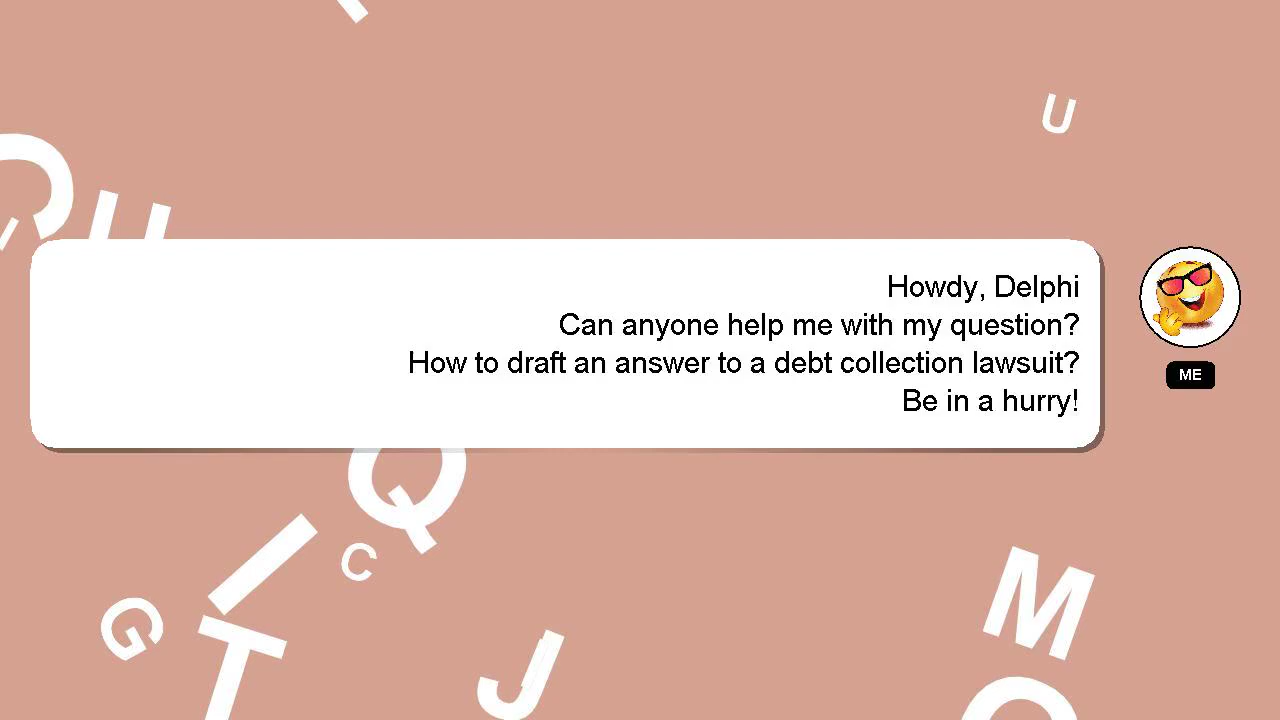 Howdy, Delphi
Can anyone help me with my question?
How to draft an answer to a debt collection lawsuit?
Be in a hurry!
ME
U
U
Q
I
C
G
T
J
M